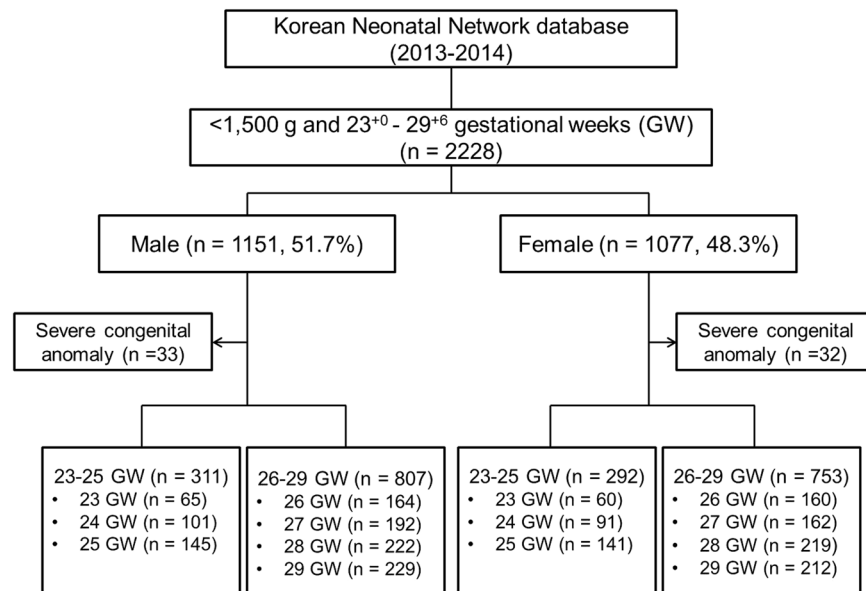 Korean Neonatal Network database
(2013-2014)
<1,500 g and 23⁺⁰ - 29⁺⁶ gestational weeks (GW)
(n = 2228)
Male (n = 1151, 51.7%)
Female (n = 1077, 48.3%)
Severe congenital
anomaly (n =33)
Severe congenital
anomaly (n =32)
23-25 GW (n = 311)
• 23 GW (n = 65)
• 24 GW (n = 101)
• 25 GW (n = 145)
26-29 GW (n = 807)
• 26 GW (n = 164)
• 27 GW (n = 192)
• 28 GW (n = 222)
• 29 GW (n = 229)
23-25 GW (n = 292)
• 23 GW (n = 60)
• 24 GW (n = 91)
• 25 GW (n = 141)
26-29 GW (n = 753)
• 26 GW (n = 160)
• 27 GW (n = 162)
• 28 GW (n = 219)
• 29 GW (n = 212)